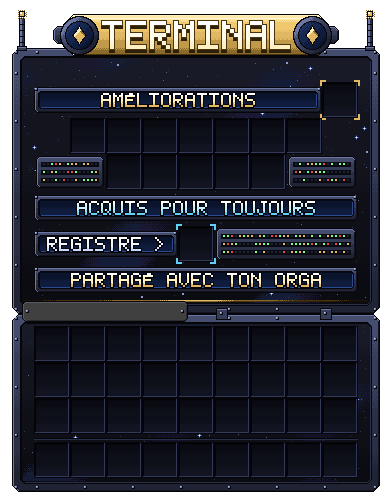 TERMINAL
AMÉLIORATIONS
ACQUIS POUR TOUJOURS
REGISTRE >
PARTAGÉ AVEC TON ORGA